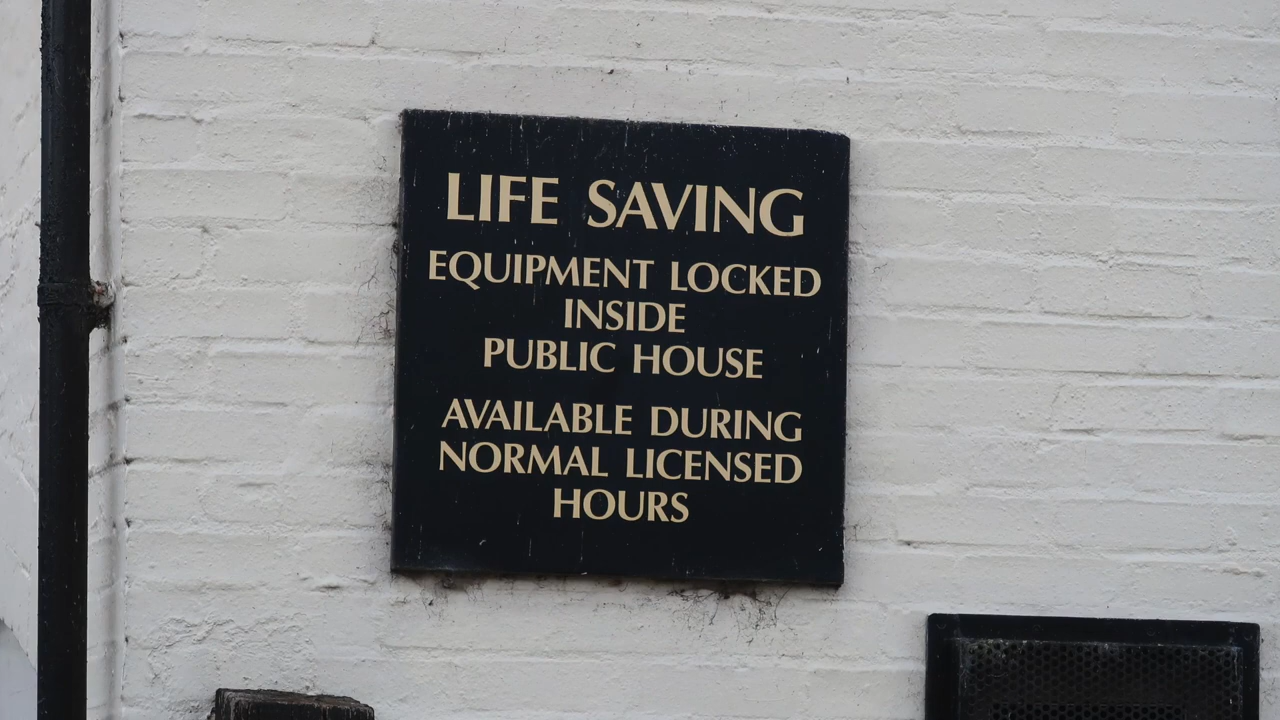 LIFE SAVING
EQUIPMENT LOCKED
INSIDE
PUBLIC HOUSE
AVAILABLE DURING
NORMAL LICENSED
HOURS